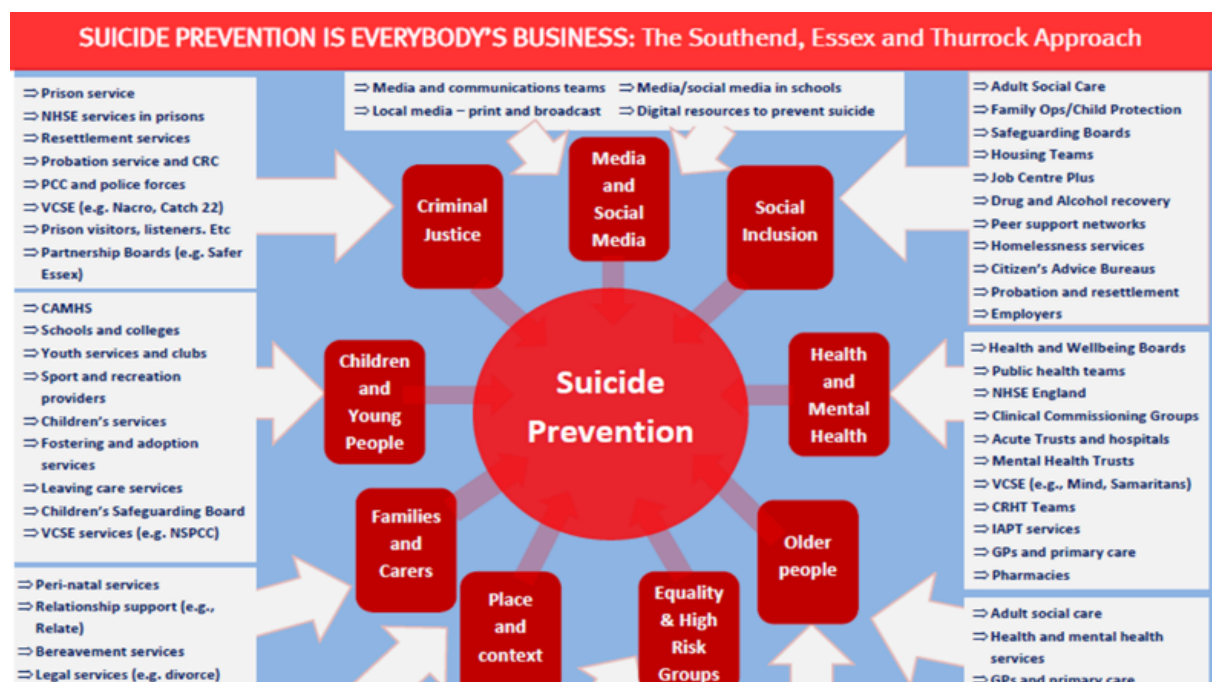 SUICIDE PREVENTION IS EVERYBODY'S BUSINESS: The Southend, Essex and Thurrock Approach
⇒ Prison service
⇒ NHSE services in prisons
⇒ Resettlement services
⇒ Probation service and CRC
⇒ PCC and police forces
⇒ VCSE (e.g. Nacro, Catch 22)
⇒ Prison visitors, listeners. Etc
⇒ Partnership Boards (e.g. Safer
Essex)
⇒ Media and communications teams ⇒ Media/social media in schools
⇒ Local media – print and broadcast ⇒ Digital resources to prevent suicide
⇒ Adult Social Care
⇒ Family Ops/Child Protection
⇒ Safeguarding Boards
⇒ Housing Teams
⇒ Job Centre Plus
⇒ Drug and Alcohol recovery
⇒ Peer support networks
⇒ Homelessness services
⇒ Citizen's Advice Bureaus
⇒ Probation and resettlement
⇒ Employers
Criminal
Justice
Media
and
Social
Media
Social
Inclusion
⇒ CAMHS
⇒ Schools and colleges
⇒ Youth services and clubs
⇒ Sport and recreation
providers
⇒ Children's services
⇒ Fostering and adoption
services
⇒ Leaving care services
⇒ Children's Safeguarding Board
⇒ VCSE services (e.g. NSPCC)
Children
and
Young
People
Suicide
Prevention
Health
and
Mental
Health
⇒ Health and Wellbeing Boards
⇒ Public health teams
⇒ NHSE England
⇒ Clinical Commissioning Groups
⇒ Acute Trusts and hospitals
⇒ Mental Health Trusts
⇒ VCSE (e.g., Mind, Samaritans)
⇒ CRHT Teams
⇒ IAPT services
⇒ GPs and primary care
⇒ Pharmacies
Families
and
Carers
Place
and
context
Equality
& High
Risk
Groups
Older
people
⇒ Peri-natal services
⇒ Relationship support (e.g.,
Relate)
⇒ Bereavement services
⇒ Legal services (e.g. divorce)
⇒ Adult social care
⇒ Health and mental health
services
⇒ GPs and primary care